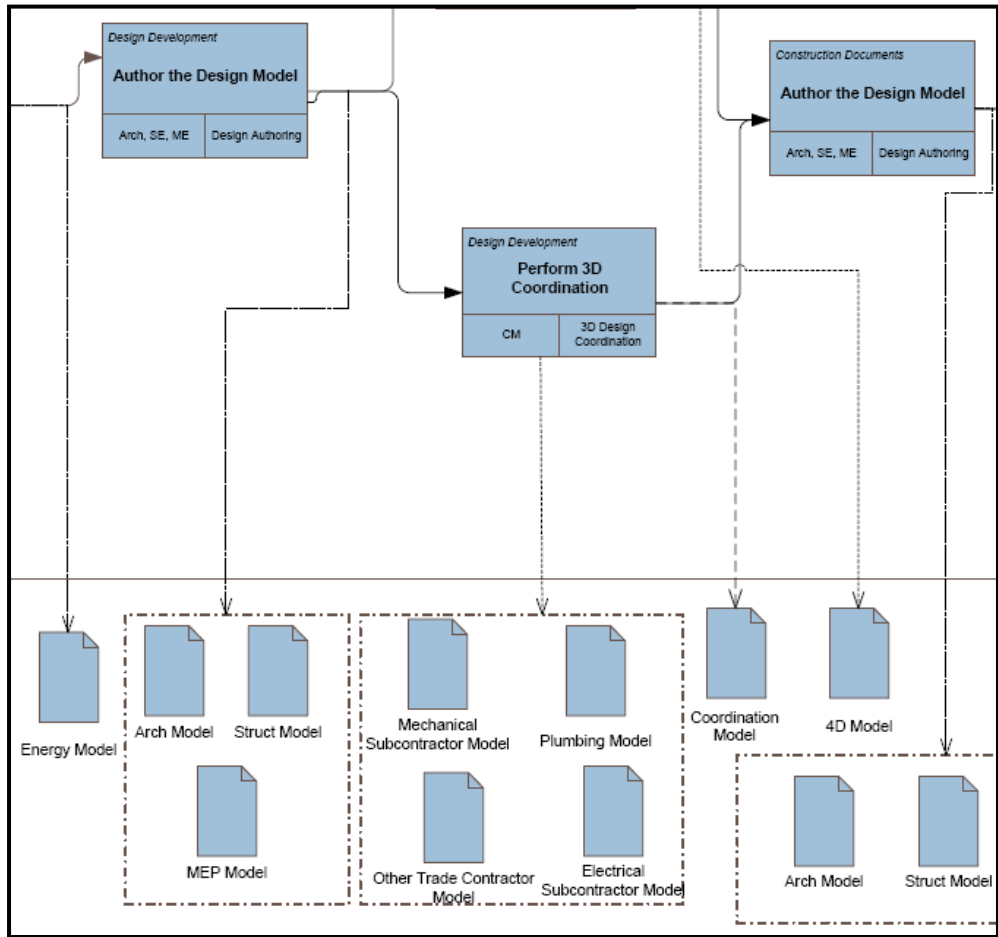 Design Development
Author the Design Model
Arch, SE, ME
Design Authoring
Construction Documents
Author the Design Model
Arch, SE, ME
Design Authoring
Design Development
Perform 3D
Coordination
CM
3D Design
Coordination
Energy Model
Arch Model
Struct Model
MEP Model
Mechanical
Subcontractor Model
Plumbing Model
Other Trade Contractor
Model
Electrical
Subcontractor Model
Coordination
Model
4D Model
Arch Model
Struct Model